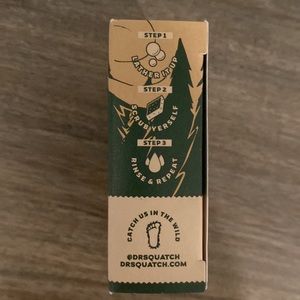 STEP 1
LATHER IT UP
STEP 2
SCRUB YERSELF
STEP 3
RINSE & REPEAT
CATCH US IN THE WILD
@DRSQUATCH
DRSQUATCH.COM